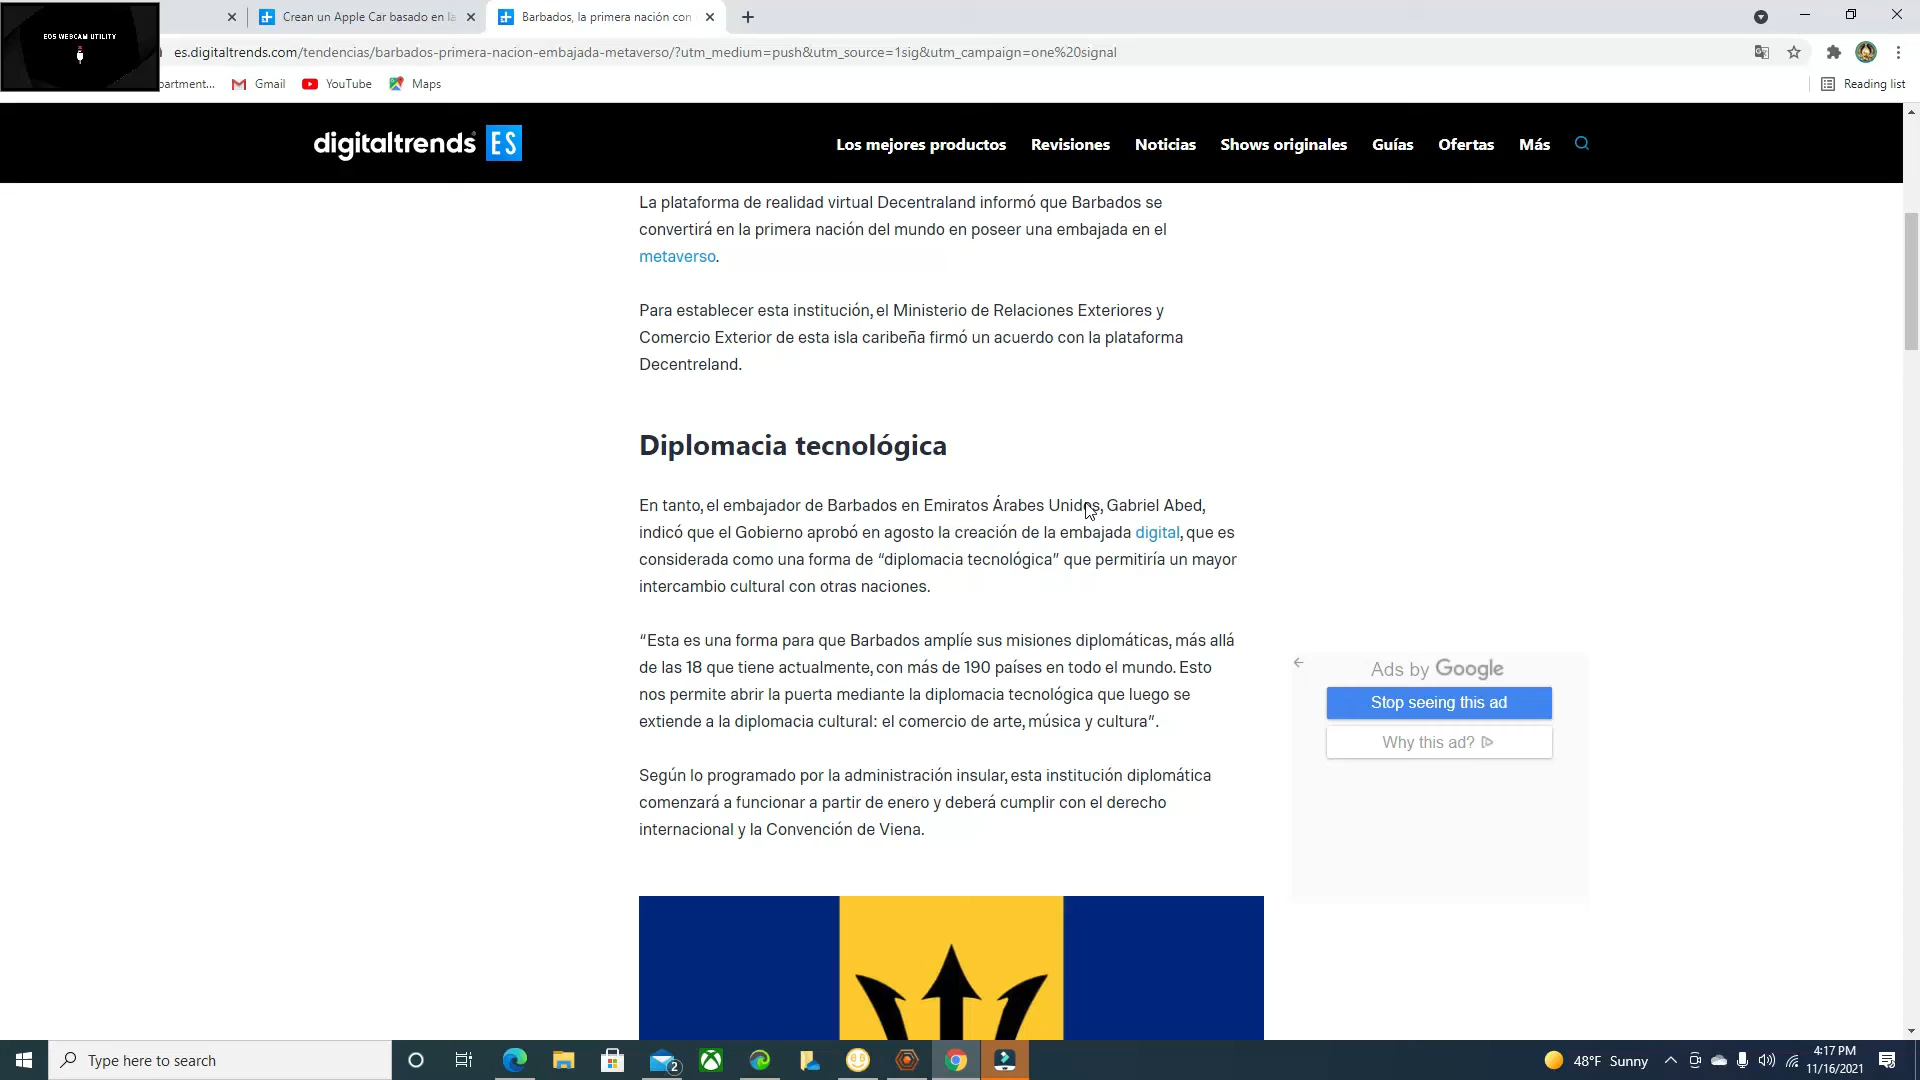 EOS WEBCAM UTILITY
Crean un Apple Car basado en la
Barbados, la primera nación con
es.digitaltrends.com/tendencias/barbados-primera-nacion-embajada-metaverso/?utm_medium=push&utm_source=1sig&utm_campaign=one%20signal
partment...
Gmail
YouTube
Maps
Reading list
digitaltrends ES
Los mejores productos
Revisiones
Noticias
Shows originales
Guías
Ofertas
Más
La plataforma de realidad virtual Decentraland informó que Barbados se
convertirá en la primera nación del mundo en poseer una embajada en el
metaverso.
Para establecer esta institución, el Ministerio de Relaciones Exteriores y
Comercio Exterior de esta isla caribeña firmó un acuerdo con la plataforma
Decentreland.
Diplomacia tecnológica
En tanto, el embajador de Barbados en Emiratos Árabes Unidos, Gabriel Abed,
indicó que el Gobierno aprobó en agosto la creación de la embajada digital, que es
considerada como una forma de “diplomacia tecnológica” que permitiría un mayor
intercambio cultural con otras naciones.
“Esta es una forma para que Barbados amplíe sus misiones diplomáticas, más allá
de las 18 que tiene actualmente, con más de 190 países en todo el mundo. Esto
nos permite abrir la puerta mediante la diplomacia tecnológica que luego se
extiende a la diplomacia cultural: el comercio de arte, música y cultura”.
Según lo programado por la administración insular, esta institución diplomática
comenzará a funcionar a partir de enero y deberá cumplir con el derecho
internacional y la Convención de Viena.
Ads by Google
Stop seeing this ad
Why this ad?
Type here to search
2
48°F Sunny
4:17 PM
11/16/2021